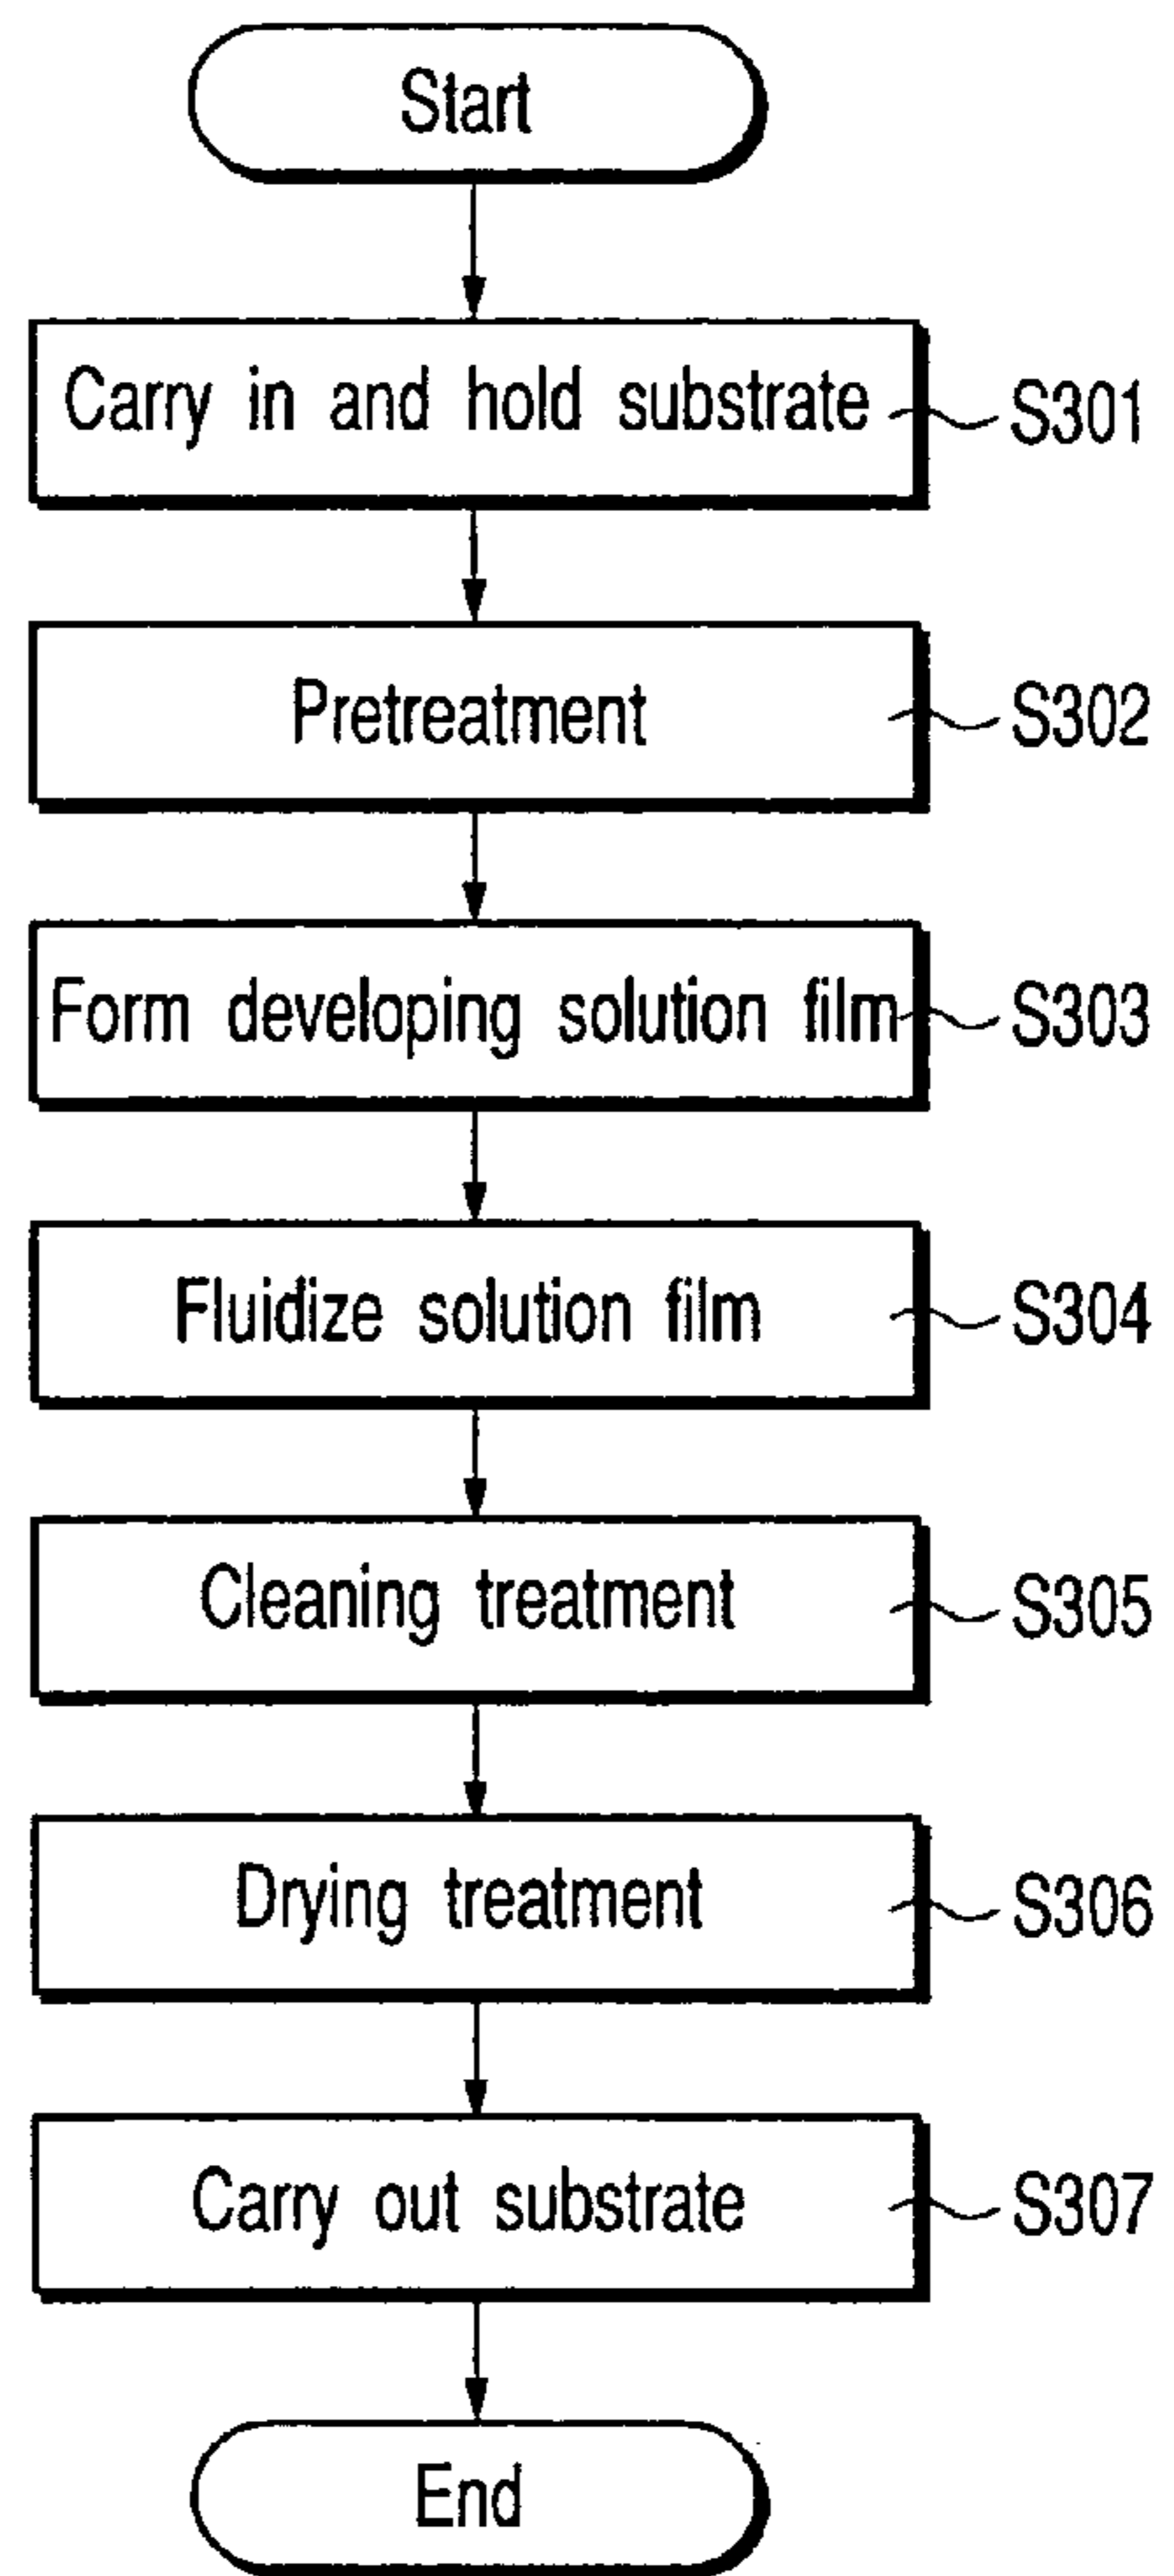 Start
Carry in and hold substrate S301
Pretreatment S302
Form developing solution film S303
Fluidize solution film S304
Cleaning treatment S305
Drying treatment S306
Carry out substrate S307
End